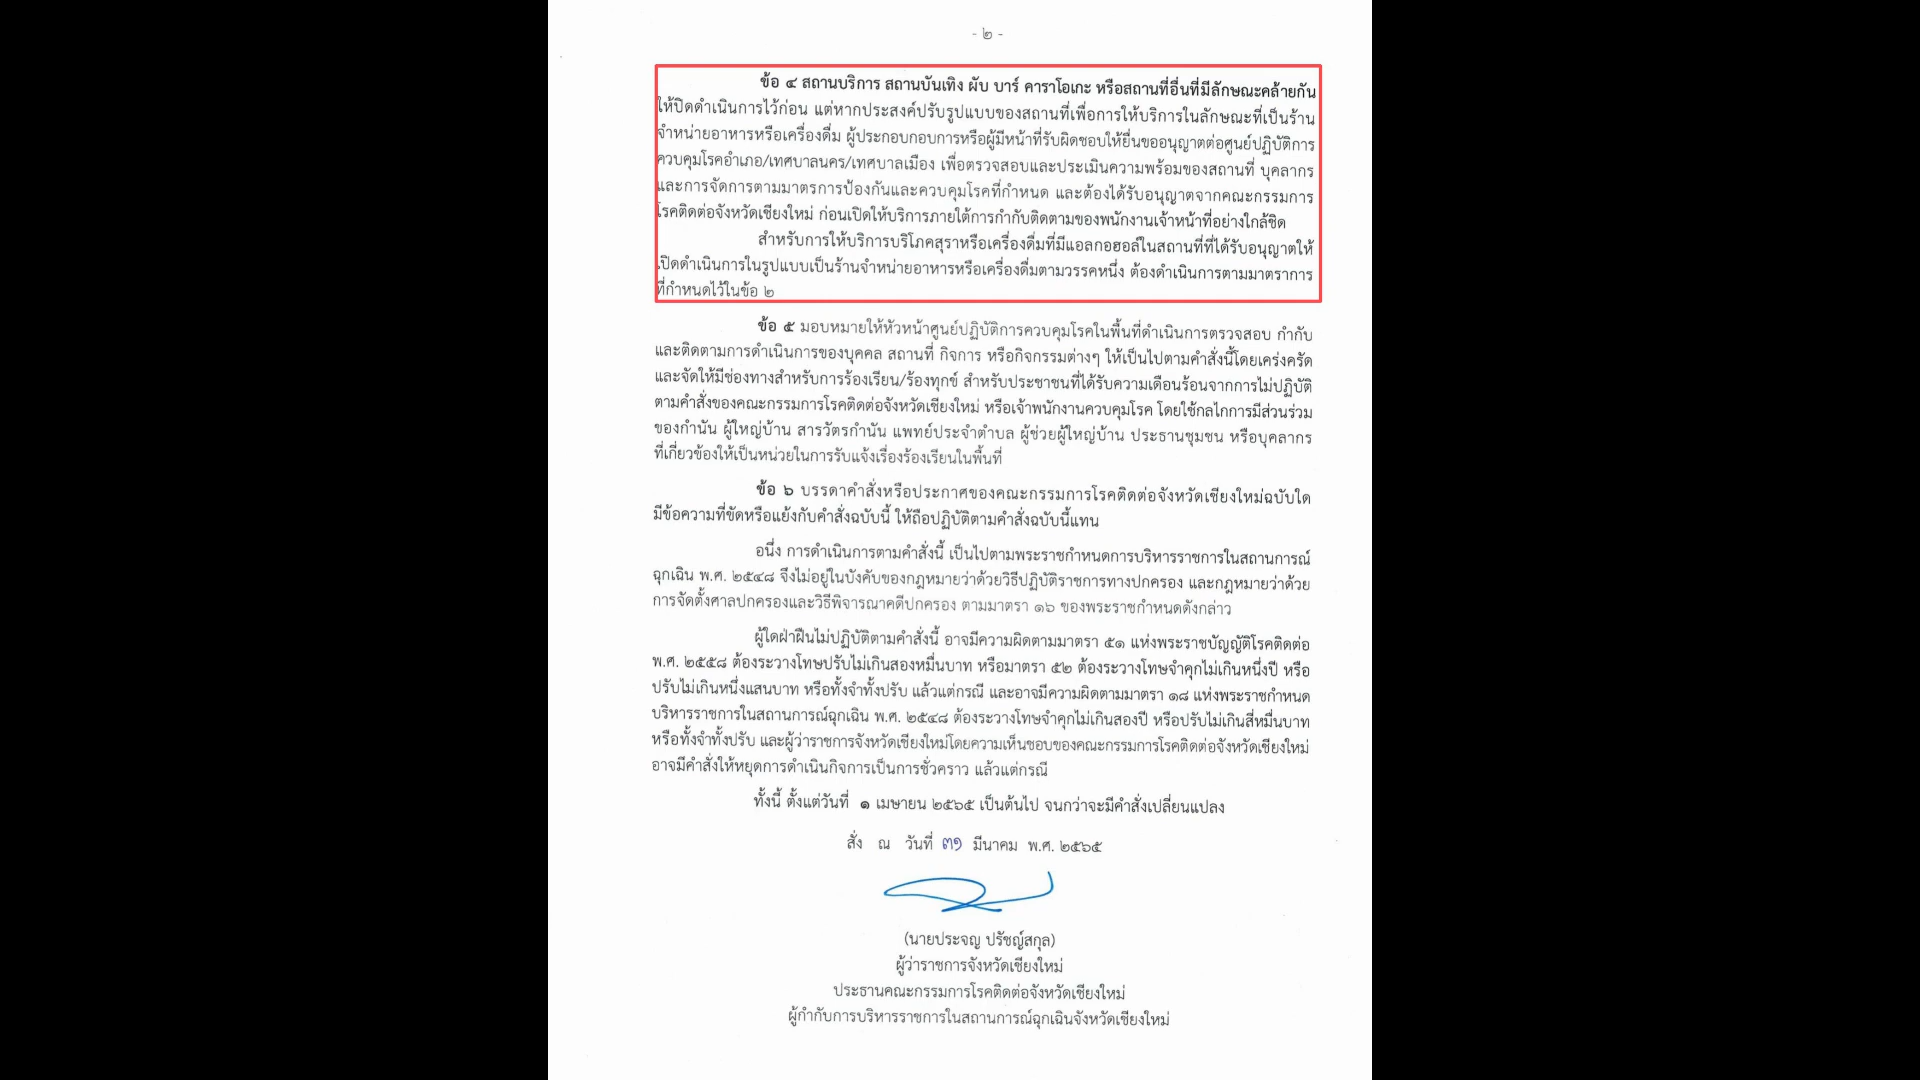 - ๒ -
ข้อ ๔ สถานบริการ สถานบันเทิง ผับ บาร์ คาราโอเกะ หรือสถานที่อื่นที่มีลักษณะคล้ายกัน
ให้ปิดดำเนินการไว้ก่อน แต่หากประสงค์ปรับรูปแบบของสถานที่เพื่อการให้บริการในลักษณะที่เป็นร้าน
จำหน่ายอาหารหรือเครื่องดื่ม ผู้ประกอบกอบการหรือผู้มีหน้าที่รับผิดชอบให้ยื่นขออนุญาตต่อศูนย์ปฏิบัติการ
ควบคุมโรคอำเภอ/เทศบาลนคร/เทศบาลเมือง เพื่อตรวจสอบและประเมินความพร้อมของสถานที่ บุคลากร
และการจัดการตามมาตรการป้องกันและควบคุมโรคที่กำหนด และต้องได้รับอนุญาตจากคณะกรรมการ
โรคติดต่อจังหวัดเชียงใหม่ ก่อนเปิดให้บริการภายใต้การกำกับติดตามของพนักงานเจ้าหน้าที่อย่างใกล้ชิด
สำหรับการให้บริการบริโภคสุราหรือเครื่องดื่มที่มีแอลกอฮอล์ในสถานที่ที่ได้รับอนุญาตให้
เปิดดำเนินการในรูปแบบเป็นร้านจำหน่ายอาหารหรือเครื่องดื่มตามวรรคหนึ่ง ต้องดำเนินการตามมาตราการ
ที่กำหนดไว้ในข้อ ๒
ข้อ ๕ มอบหมายให้หัวหน้าศูนย์ปฏิบัติการควบคุมโรคในพื้นที่ดำเนินการตรวจสอบ กำกับ
และติดตามการดำเนินการของบุคคล สถานที่ กิจการ หรือกิจกรรมต่างๆ ให้เป็นไปตามคำสั่งนี้โดยเคร่งครัด
และจัดให้มีช่องทางสำหรับการร้องเรียน/ร้องทุกข์ สำหรับประชาชนที่ได้รับความเดือนร้อนจากการไม่ปฏิบัติ
ตามคำสั่งของคณะกรรมการโรคติดต่อจังหวัดเชียงใหม่ หรือเจ้าพนักงานควบคุมโรค โดยใช้กลไกการมีส่วนร่วม
ของกำนัน ผู้ใหญ่บ้าน สารวัตรกำนัน แพทย์ประจำตำบล ผู้ช่วยผู้ใหญ่บ้าน ประธานชุมชน หรือบุคลากร
ที่เกี่ยวข้องให้เป็นหน่วยในการรับแจ้งเรื่องร้องเรียนในพื้นที่
ข้อ ๖ บรรดาคำสั่งหรือประกาศของคณะกรรมการโรคติดต่อจังหวัดเชียงใหม่ฉบับใด
มีข้อความที่ขัดหรือแย้งกับคำสั่งฉบับนี้ ให้ถือปฏิบัติตามคำสั่งฉบับนี้แทน
อนึ่ง การดำเนินการตามคำสั่งนี้ เป็นไปตามพระราชกำหนดการบริหารราชการในสถานการณ์
ฉุกเฉิน พ.ศ. ๒๕๔๘ จึงไม่อยู่ในบังคับของกฎหมายว่าด้วยวิธีปฏิบัติราชการทางปกครอง และกฎหมายว่าด้วย
การจัดตั้งศาลปกครองและวิธีพิจารณาคดีปกครอง ตามมาตรา ๑๖ ของพระราชกำหนดดังกล่าว
ผู้ใดฝ่าฝืนไม่ปฏิบัติตามคำสั่งนี้ อาจมีความผิดตามมาตรา ๕๑ แห่งพระราชบัญญัติโรคติดต่อ
พ.ศ. ๒๕๕๘ ต้องระวางโทษปรับไม่เกินสองหมื่นบาท หรือมาตรา ๕๒ ต้องระวางโทษจำคุกไม่เกินหนึ่งปี หรือ
ปรับไม่เกินหนึ่งแสนบาท หรือทั้งจำทั้งปรับ แล้วแต่กรณี และอาจมีความผิดตามมาตรา ๑๘ แห่งพระราชกำหนด
บริหารราชการในสถานการณ์ฉุกเฉิน พ.ศ. ๒๕๔๘ ต้องระวางโทษจำคุกไม่เกินสองปี หรือปรับไม่เกินสี่หมื่นบาท
หรือทั้งจำทั้งปรับ และผู้ว่าราชการจังหวัดเชียงใหม่โดยความเห็นชอบของคณะกรรมการโรคติดต่อจังหวัดเชียงใหม่
อาจมีคำสั่งให้หยุดการดำเนินกิจการเป็นการชั่วคราว แล้วแต่กรณี
ทั้งนี้ ตั้งแต่วันที่ ๑ เมษายน ๒๕๖๕ เป็นต้นไป จนกว่าจะมีคำสั่งเปลี่ยนแปลง
สั่ง ณ วันที่ ๓๑ มีนาคม พ.ศ. ๒๕๖๕
(นายประจญ ปรัชญ์สกุล)
ผู้ว่าราชการจังหวัดเชียงใหม่
ประธานคณะกรรมการโรคติดต่อจังหวัดเชียงใหม่
ผู้กำกับการบริหารราชการในสถานการณ์ฉุกเฉินจังหวัดเชียงใหม่